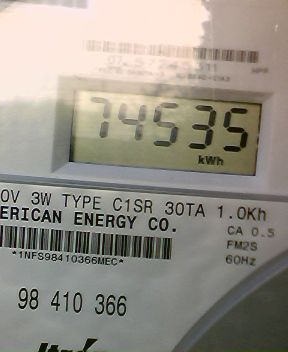 74535
kWh
0V 3W TYPE C1SR 30TA 1.0Kh
ERICAN ENERGY CO.
CA 0.5
*1NFS98410366MEC*
FM2S
60Hz
98 410 366